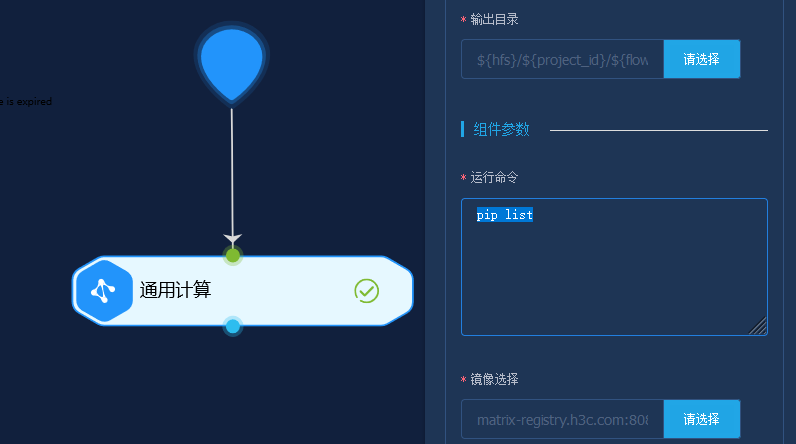 * 输出目录
${hfs}/${project_id}/${flow
请选择
e is expired
组件参数
* 运行命令
pip list
通用计算
* 镜像选择
matrix-registry.h3c.com:808
请选择